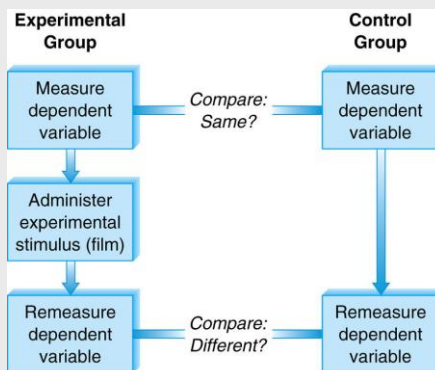 Experimental
Group
Control
Group
Measure
dependent
variable
Compare:
Same?
Measure
dependent
variable
Administer
experimental
stimulus (film)
Remeasure
dependent
variable
Compare:
Different?
Remeasure
dependent
variable